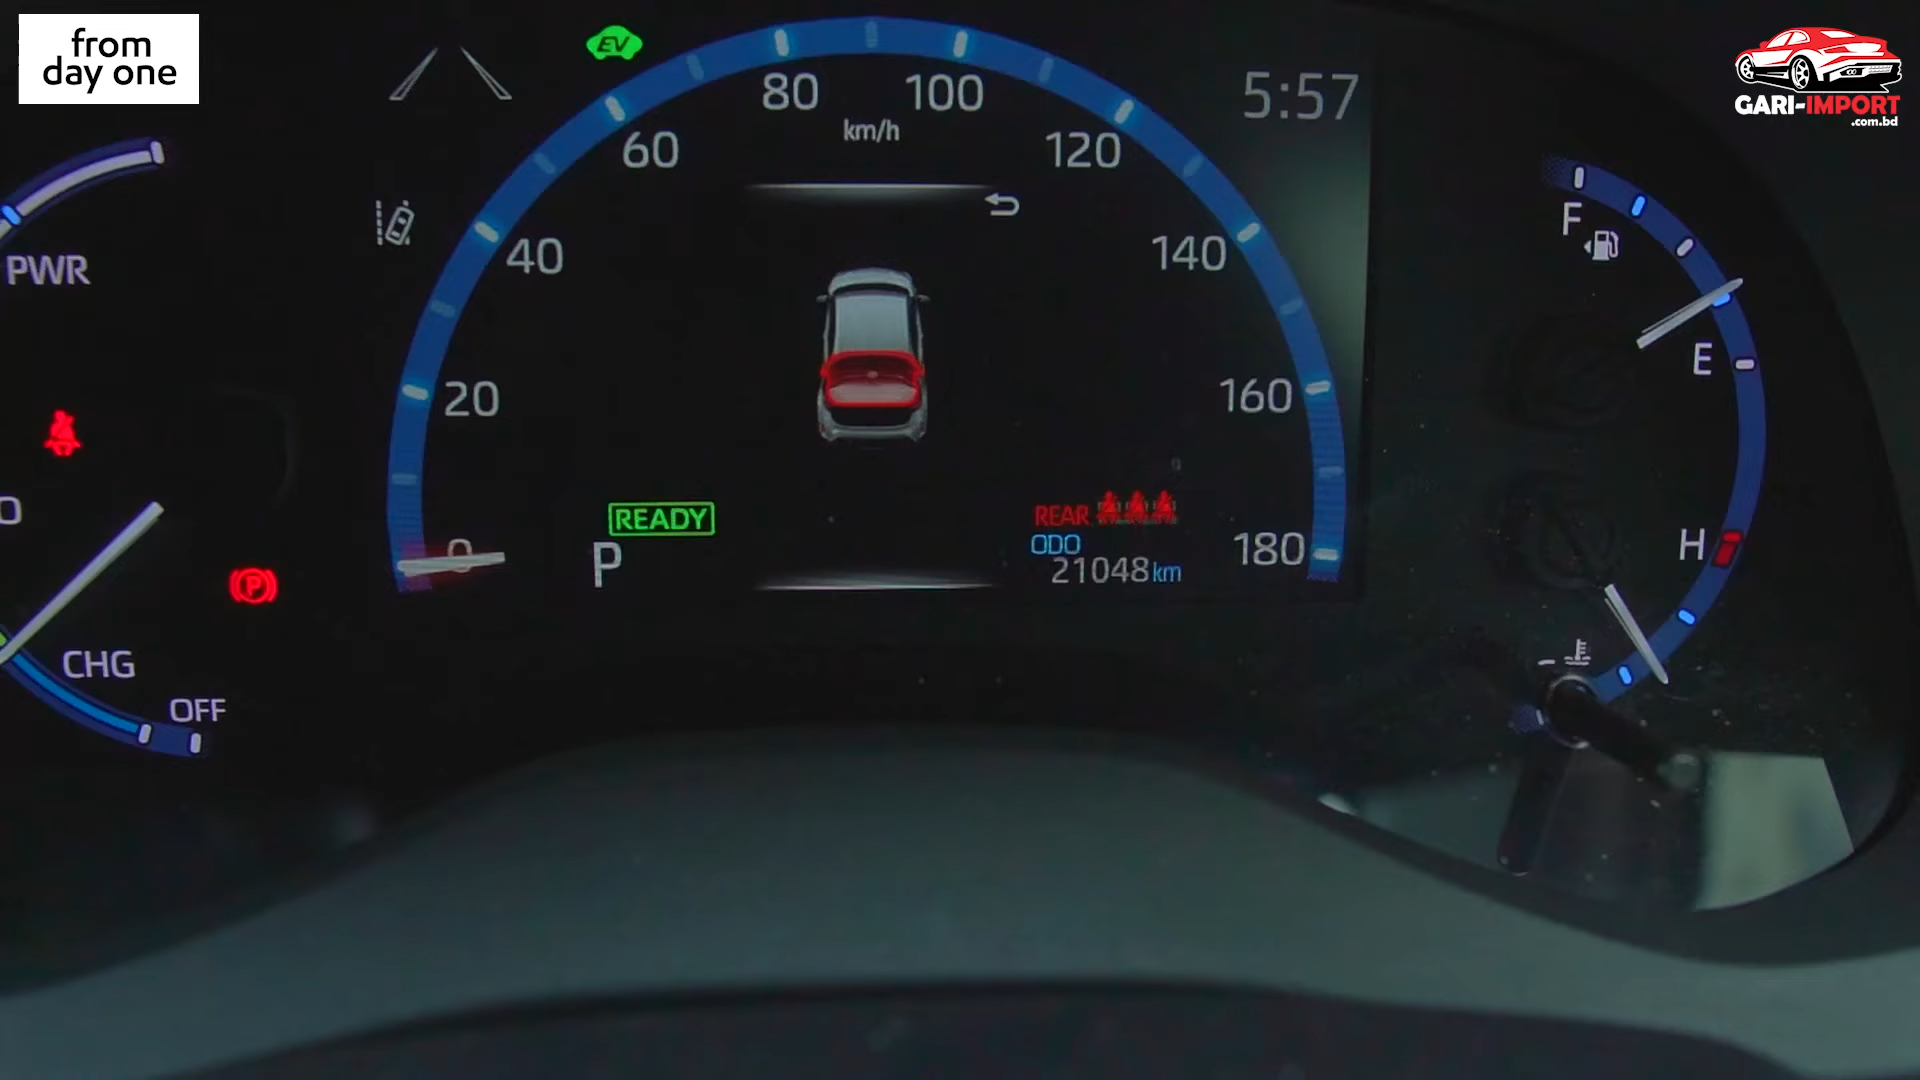 from
day one
GARI-IMPORT
.com.bd
EV
5:57
80
100
km/h
60
120
40
140
20
160
0
180
PWR
CHG
OFF
READY
P
REAR
ODO
21048km
F
E
H